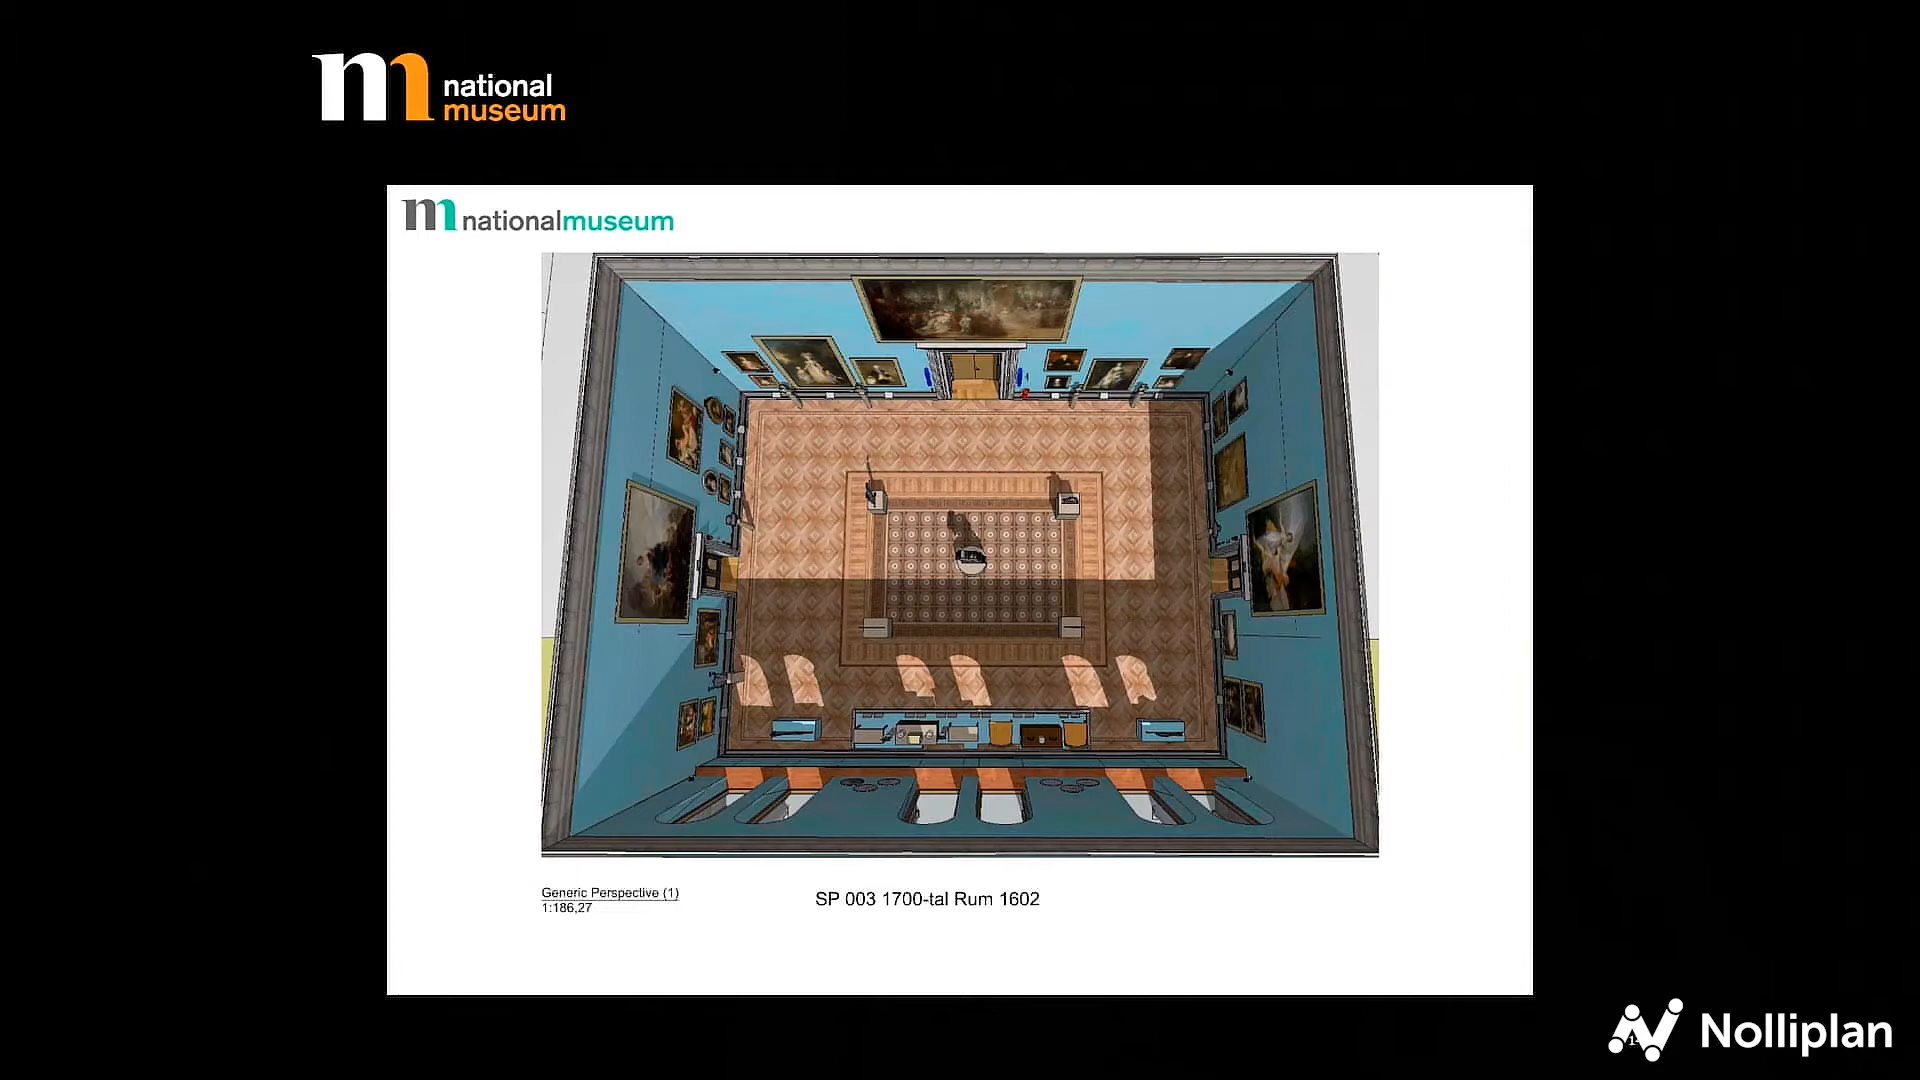 national
museum
nationalmuseum
Generic Perspective (1)
1:186,27
SP 003 1700-tal Rum 1602
Nolliplan